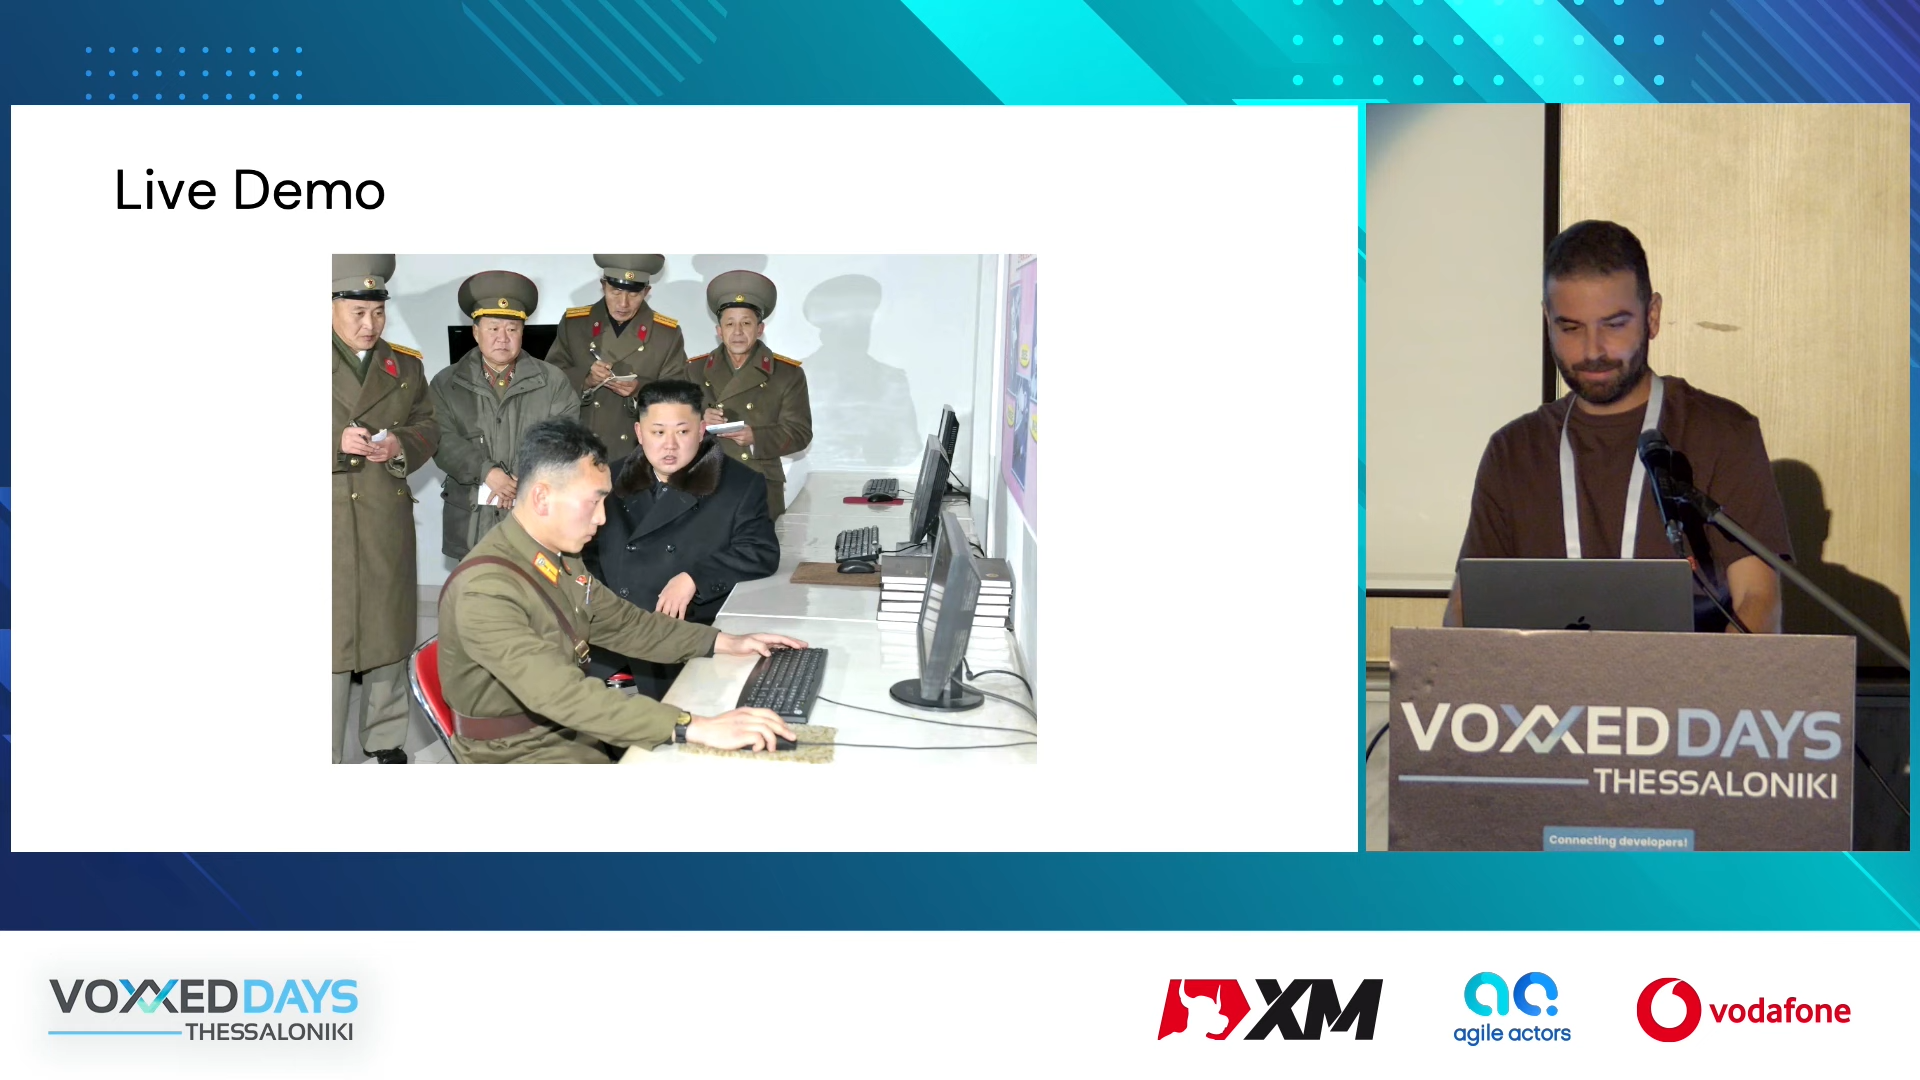 Live Demo
VOXXEDDAYS
THESSALONIKI
Connecting developers!
VOXXEDDAYS
THESSALONIKI
XM
agile actors
vodafone